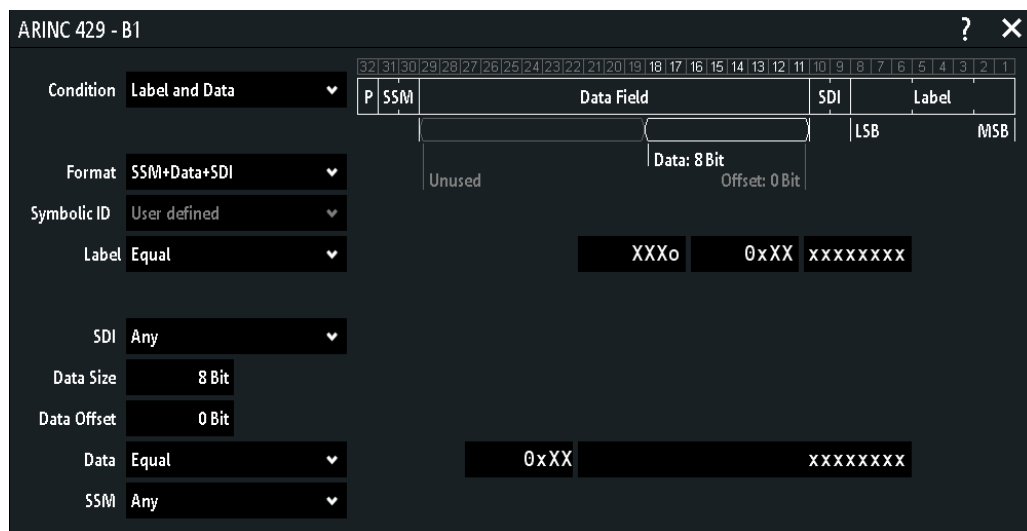 ARINC 429 - B1 ? ×
32 31 30 29 28 27 26 25 24 23 22 21 20 19 18 17 16 15 14 13 12 11 10 9 8 7 6 5 4 3 2 1
Condition Label and Data
P SSM Data Field SDI Label
LSB MSB
Data: 8 Bit
Unused Offset: 0 Bit
Format SSM+Data+SDI
Symbolic ID User defined
Label Equal XXXo 0xXX xxxxxxxx
SDI Any
Data Size 8 Bit
Data Offset 0 Bit
Data Equal 0xXX xxxxxxxx
SSM Any